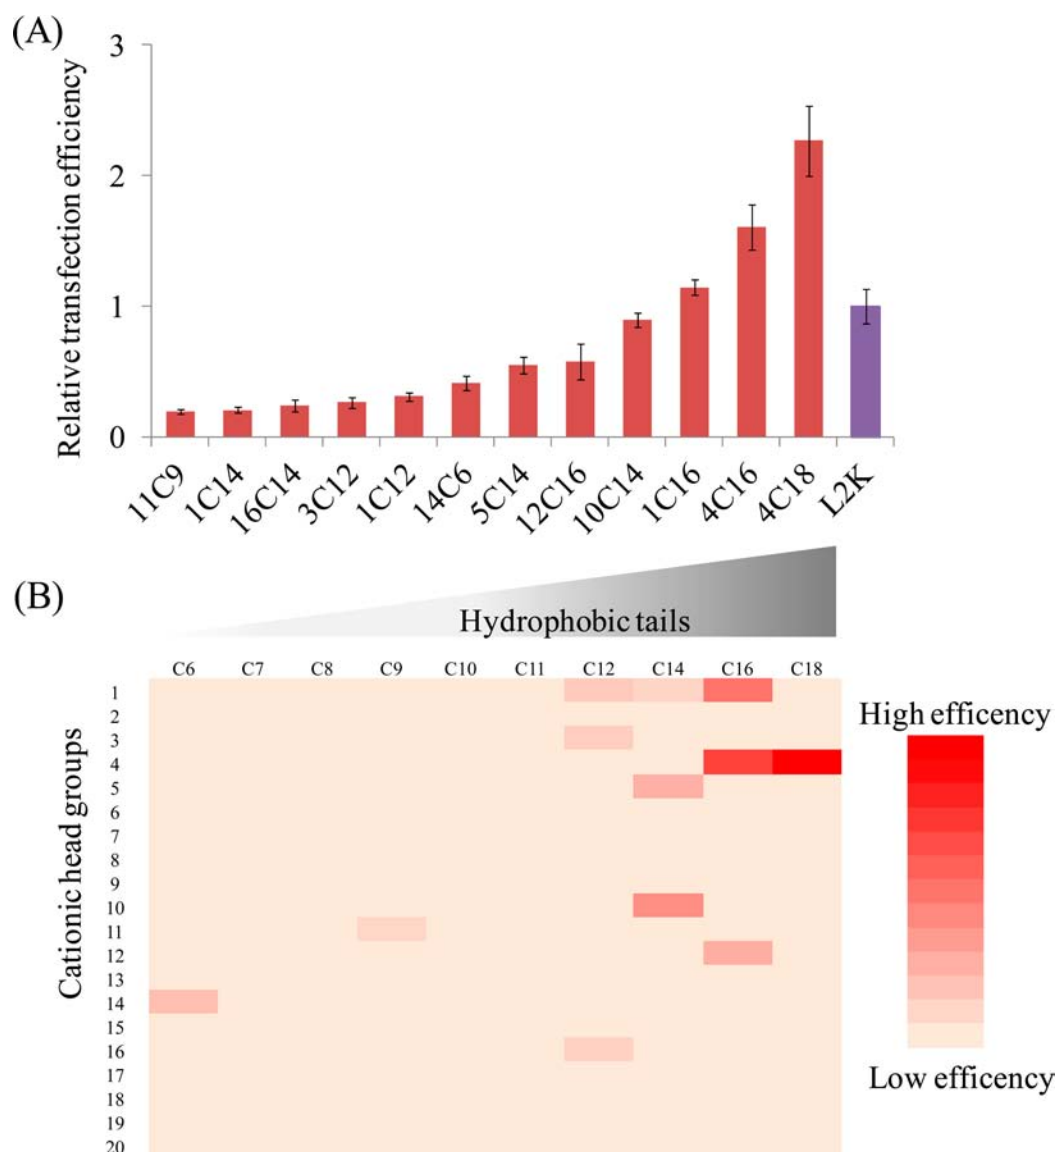 (A)
Relative transfection efficiency
3
2
1
0
11C9 1C14 16C14 3C12 1C12 14C6 5C14 12C16 10C14 1C16 4C16 4C18 L2K
(B)
Hydrophobic tails
C6 C7 C8 C9 C10 C11 C12 C14 C16 C18
Cationic head groups
1
2
3
4
5
6
7
8
9
10
11
12
13
14
15
16
17
18
19
20
High efficency
Low efficency